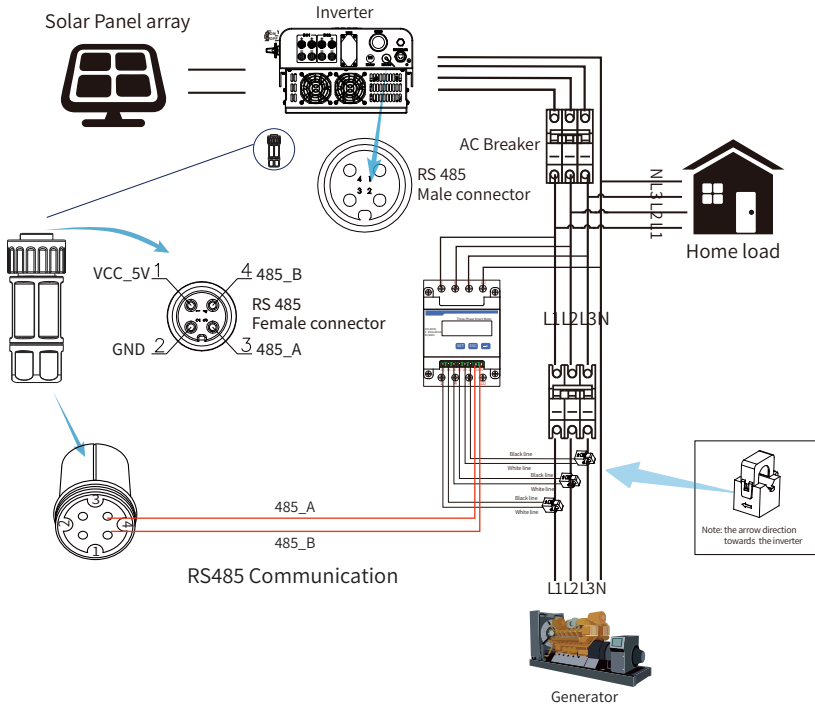 Inverter
Solar Panel array
AC Breaker
4 1
3 2
RS 485
Male connector
N
L3
L2
L1
Home load
VCC_5V 1
4 485_B
RS 485
Female connector
GND 2
3 485_A
L1L2L3N
Black line
White line
Black line
White line
Black line
White line
3
2
4
1
485_A
485_B
RS485 Communication
Note: the arrow direction
towards the inverter
L1L2L3N
Generator